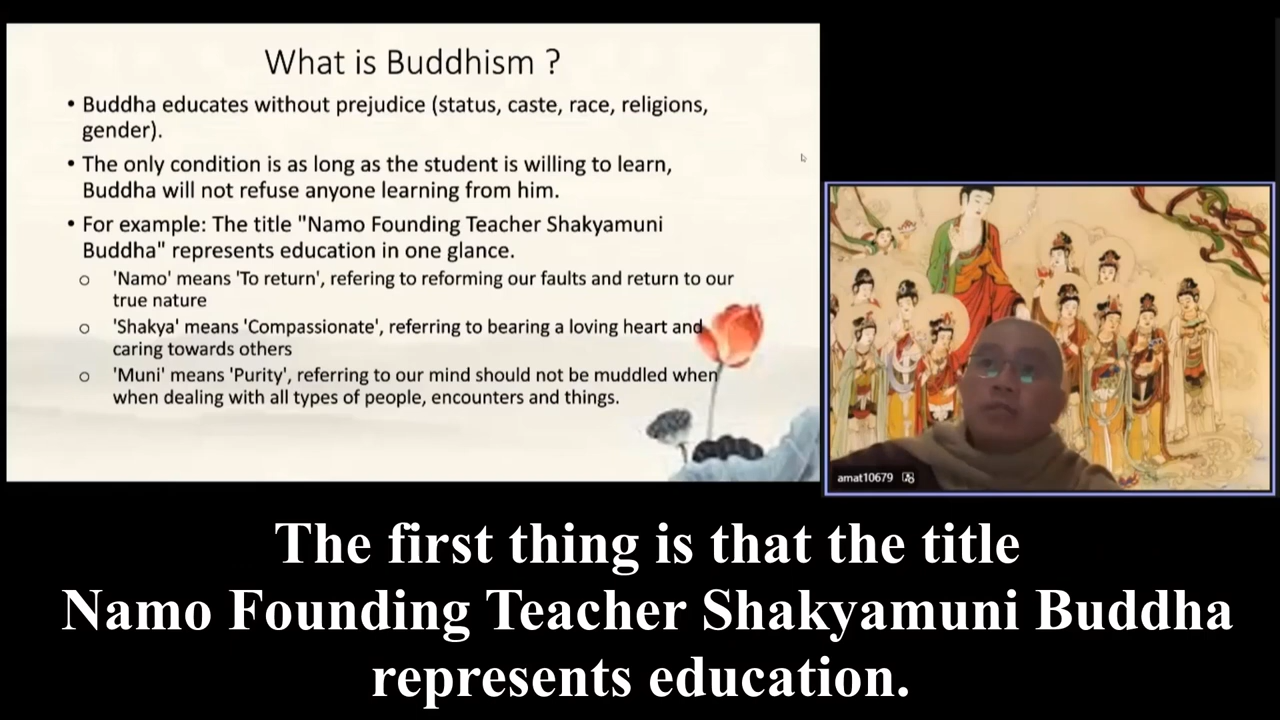 What is Buddhism ?
• Buddha educates without prejudice (status, caste, race, religions,
gender).
• The only condition is as long as the student is willing to learn,
Buddha will not refuse anyone learning from him.
• For example: The title "Namo Founding Teacher Shakyamuni
Buddha" represents education in one glance.
o 'Namo' means 'To return', refering to reforming our faults and return to our
true nature
o 'Shakya' means 'Compassionate', referring to bearing a loving heart and
caring towards others
o 'Muni' means 'Purity', referring to our mind should not be muddled when
when dealing with all types of people, encounters and things.
amat10679
The first thing is that the title
Namo Founding Teacher Shakyamuni Buddha
represents education.